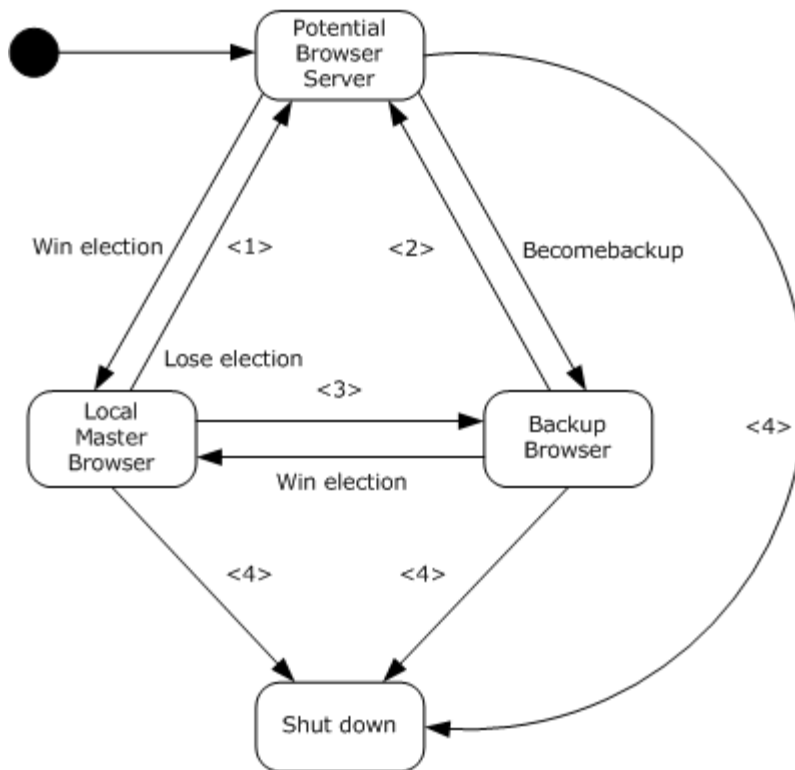 Potential
Browser
Server
Win election
<1>
<2>
Becomebackup
Lose election
<3>
Local
Master
Browser
Backup
Browser
<4>
Win election
<4>
<4>
Shut down